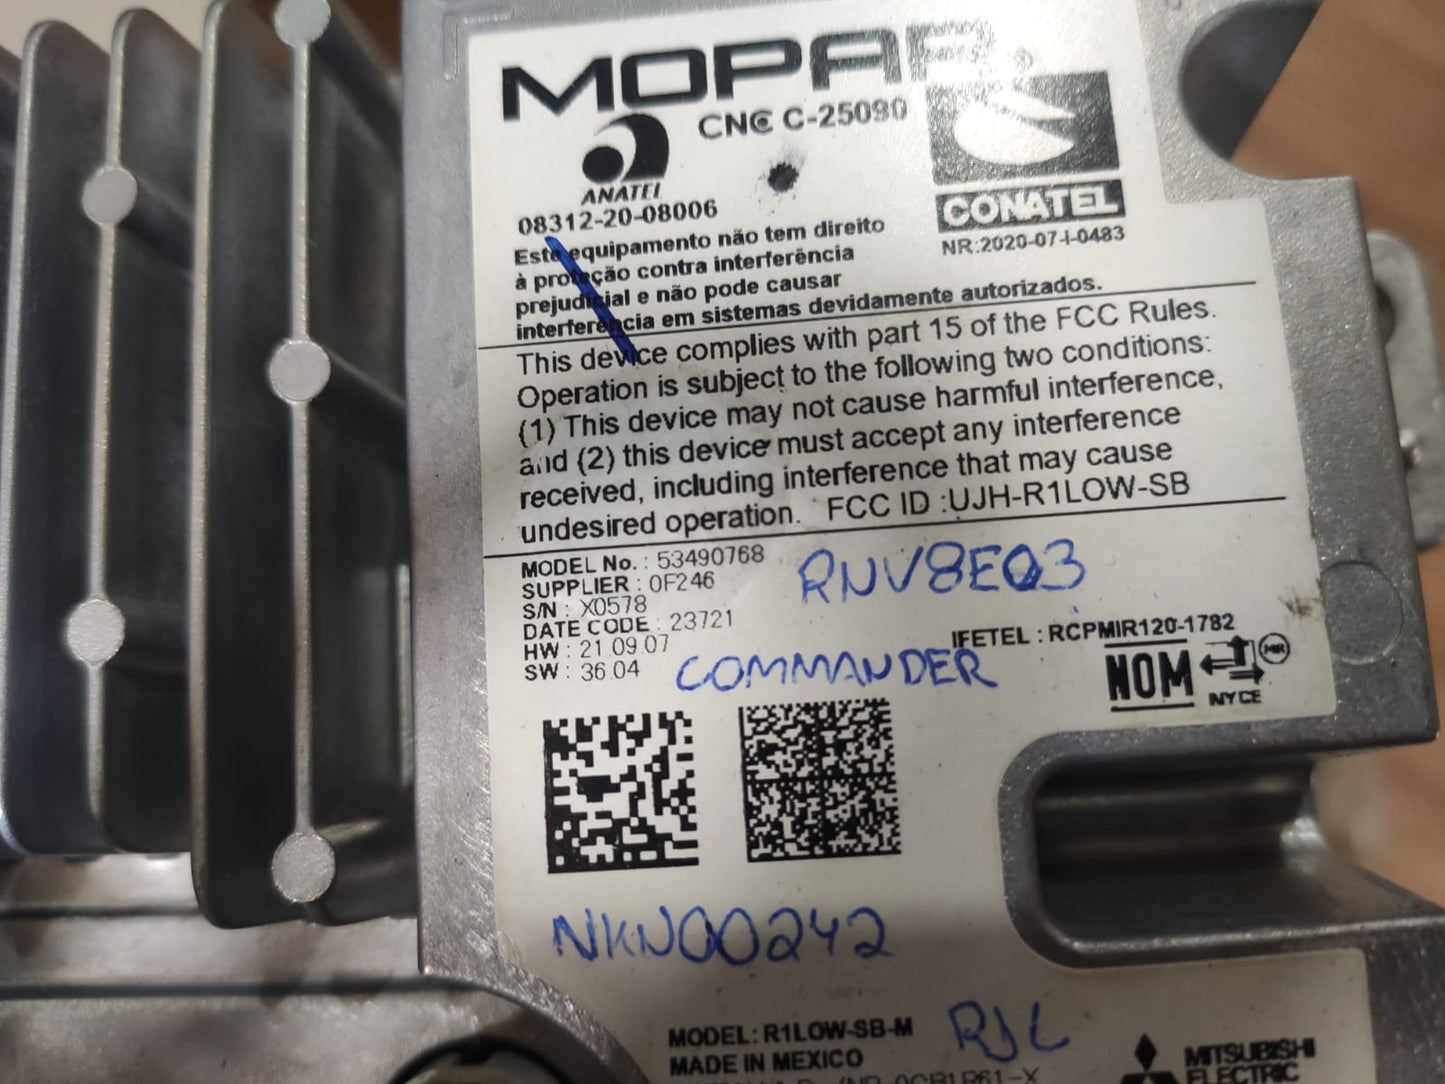 MOPAR
CNC C-25090
ANATEL
08312-20-08006
CONATEL
NR:2020-07-I-0483
Este equipamento não tem direito
à proteção contra interferência
prejudicial e não pode causar
interferência em sistemas devidamente autorizados.
This device complies with part 15 of the FCC Rules.
Operation is subject to the following two conditions:
(1) This device may not cause harmful interference,
and (2) this device must accept any interference
received, including interference that may cause
undesired operation. FCC ID :UJH-R1LOW-SB
MODEL No. : 53490768
SUPPLIER : 0F246
S/N : X0578
DATE CODE : 23721
HW : 21.09.07
SW : 36.04
RNV8E03
COMMANDER
IFETEL : RCPMIR120-1782
NOM
MIR
NYCE
NKN00242
RJL
MODEL: R1LOW-SB-M
MADE IN MEXICO
MITSUBISHI
ELECTRIC